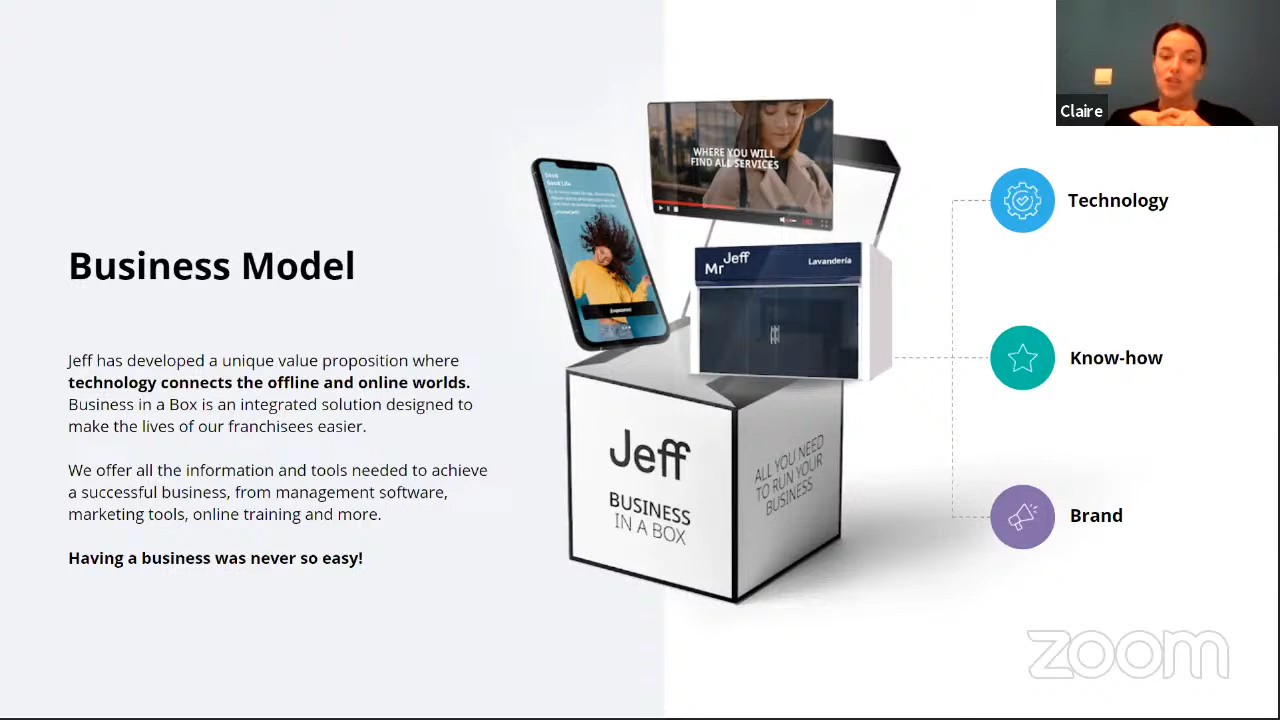 Claire
Business Model
Jeff has developed a unique value proposition where
technology connects the offline and online worlds.
Business in a Box is an integrated solution designed to
make the lives of our franchisees easier.
We offer all the information and tools needed to achieve
a successful business, from management software,
marketing tools, online training and more.
Having a business was never so easy!
WHERE YOU WILL
FIND ALL SERVICES
Good
Good Life
Mr Jeff
Lavandería
Jeff
BUSINESS
IN A BOX
ALL YOU NEED
TO RUN YOUR
BUSINESS
Technology
Know-how
Brand
zoom